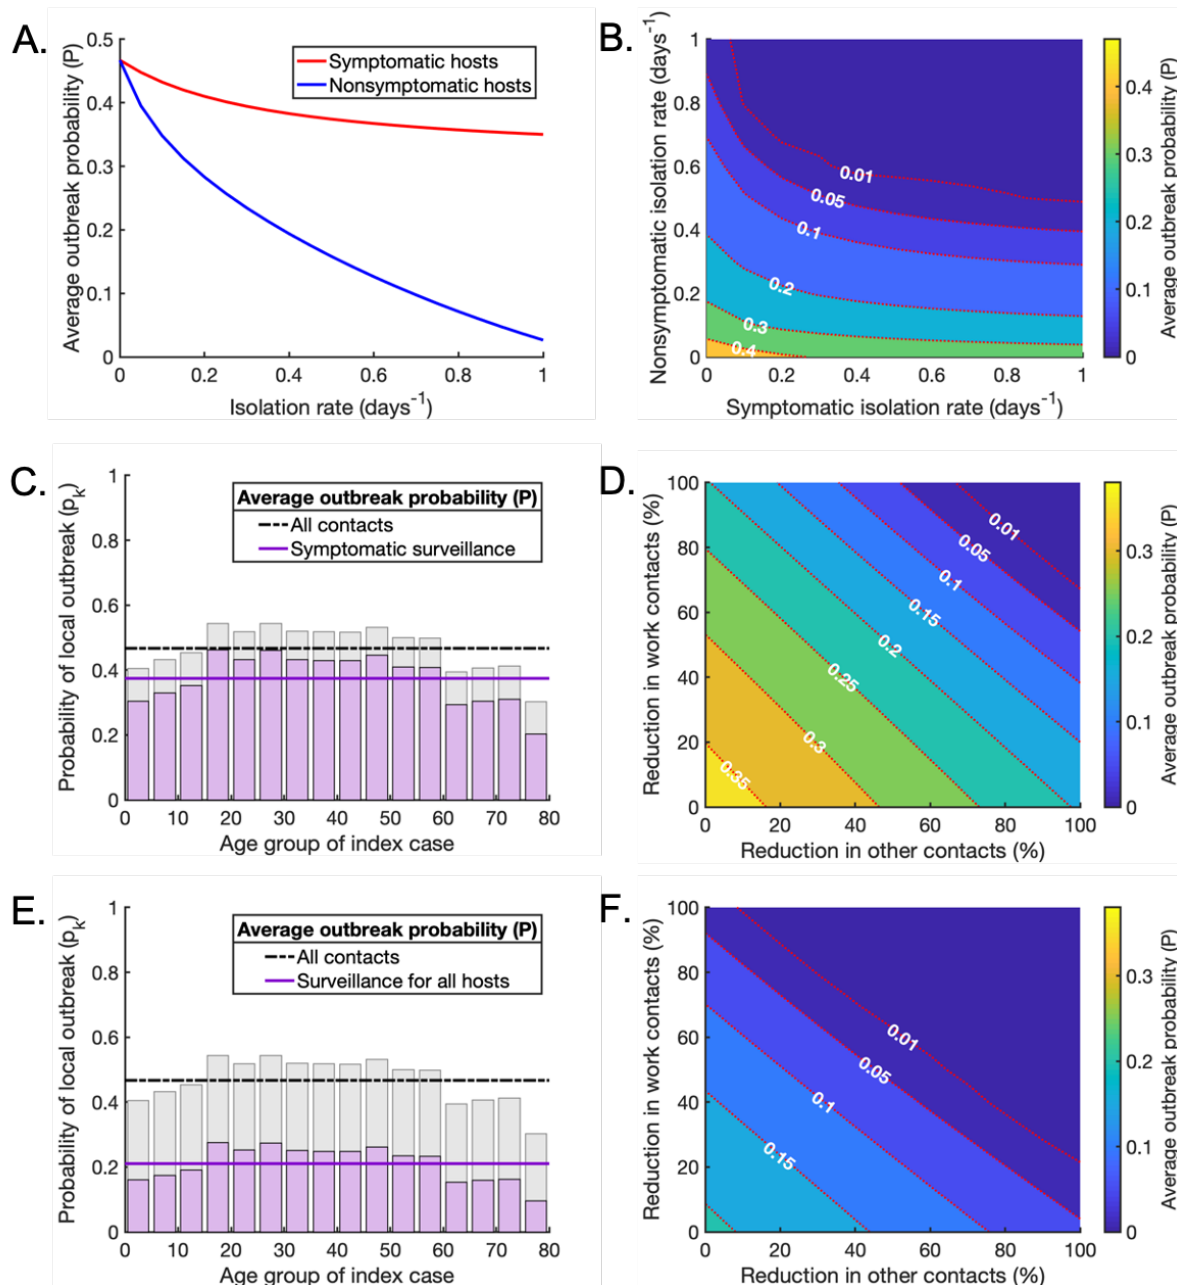 A.
Average outbreak probability (P)
0.5
0.4
0.3
0.2
0.1
0
Symptomatic hosts
Nonsymptomatic hosts
0 0.2 0.4 0.6 0.8 1
Isolation rate (days-1)
B.
Nonsymptomatic isolation rate (days-1)
1
0.8
0.6
0.4
0.2
0
0.01
0.05
0.1
0.2
0.3
0.4
0 0.2 0.4 0.6 0.8 1
Symptomatic isolation rate (days-1)
0.4
0.3
0.2
0.1
0
Average outbreak probability (P)
C.
Probability of local outbreak (pk)
1
0.8
0.6
0.4
0.2
0
Average outbreak probability (P)
All contacts
Symptomatic surveillance
0 10 20 30 40 50 60 70 80
Age group of index case
D.
Reduction in work contacts (%)
100
80
60
40
20
0
0.01
0.05
0.1
0.15
0.2
0.25
0.3
0.35
0 20 40 60 80 100
Reduction in other contacts (%)
0.3
0.2
0.1
0
Average outbreak probability (P)
E.
Probability of local outbreak (pk)
1
0.8
0.6
0.4
0.2
0
Average outbreak probability (P)
All contacts
Surveillance for all hosts
0 10 20 30 40 50 60 70 80
Age group of index case
F.
Reduction in work contacts (%)
100
80
60
40
20
0
0.01
0.05
0.1
0.15
0 20 40 60 80 100
Reduction in other contacts (%)
0.3
0.2
0.1
0
Average outbreak probability (P)